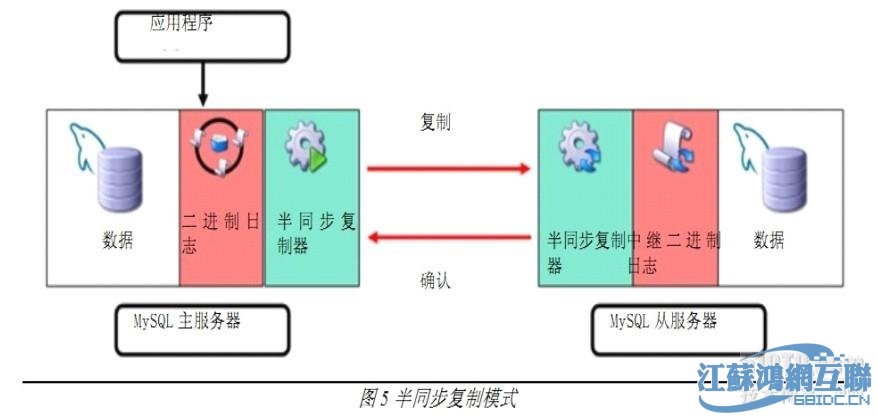 应用程序
复制
二进制日
志
半同步复
制器
数据
半同步复制
器
中继二进制
日志
数据
确认
MySQL 主服务器
MySQL 从服务器
江蘇鴻網互聯
图 5 半同步复制模式